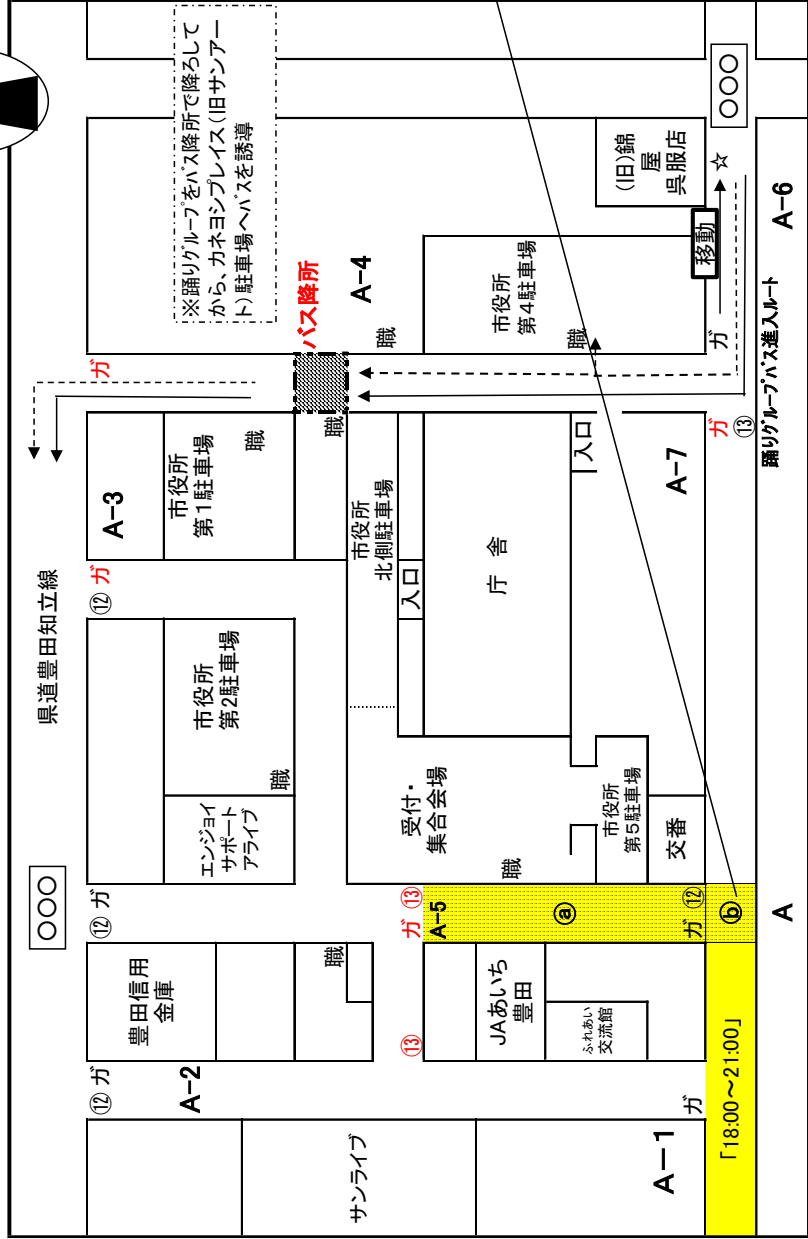 ※踊りグループをバス降所で降ろして
から、カネヨシプレイス(旧サンアー
ト)駐車場へバスを誘導
県道豊田知立線
○○○
○○○
ガ
バス降所
A-4
職
市役所
第4駐車場
職
(旧)錦
屋
呉服店
移動
☆
ガ
A-6
踊りグループバス進入ルート
A-3
市役所
第1駐車場
職
職
⑫ ガ
市役所
北側駐車場
入口
庁 舎
入口
A-7
ガ
⑬
市役所
第2駐車場
職
エンジョイ
サポート
アライブ
受付・
集合会場
職
市役所
第5駐車場
交番
⑫ ガ
ガ ⑬
A-5
ⓐ
ガ ⑫
ⓑ
A
豊田信用
金庫
職
⑬
JAあいち
豊田
ふれあい
交流館
⑫ ガ
A-2
サンライブ
A-1
ガ
「18:00~21:00」